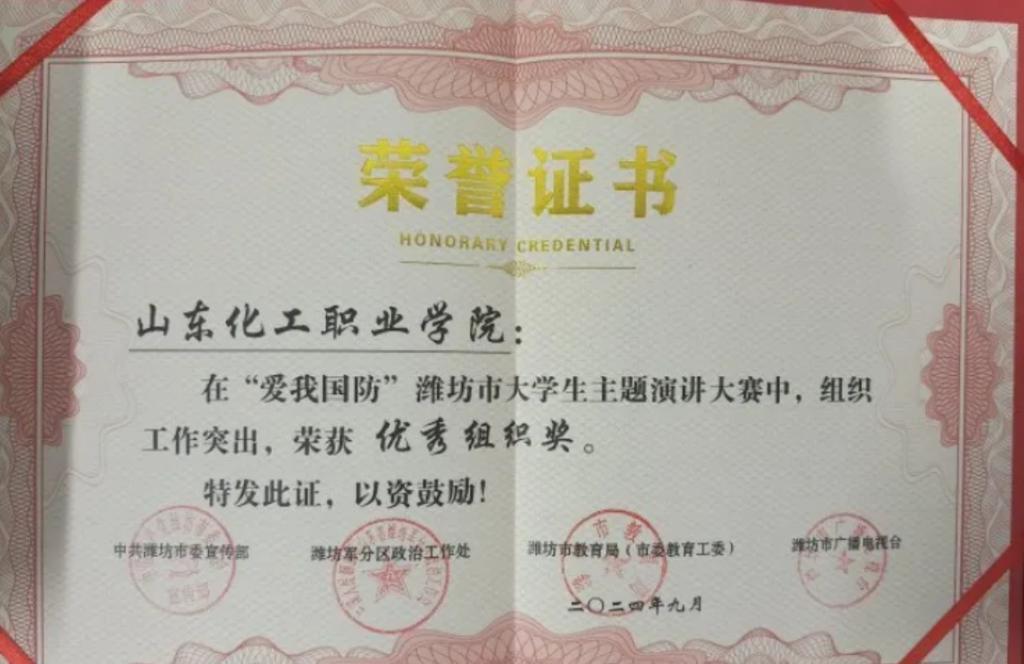 荣誉证书
HONORARY CREDENTIAL
山东化工职业学院：
在“爱我国防”潍坊市大学生主题演讲大赛中，组织
工作突出，荣获 优秀组织奖。
特发此证，以资鼓励！
中共潍坊市委宣传部 潍坊军分区政治工作处 潍坊市教育局（市委教育工委） 潍坊市广播电视台
二〇二四年九月